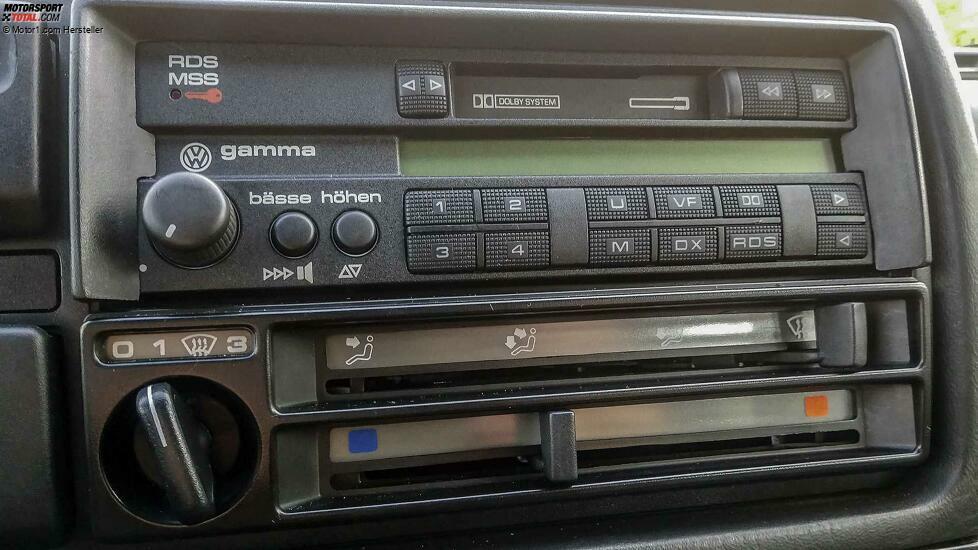 MOTORSPORT
TOTAL.COM
© Motor1.com Hersteller
RDS
MSS
DOLBY SYSTEM
VW gamma
bässe höhen
1 2 U VF
3 4 M DX RDS
0 1 3